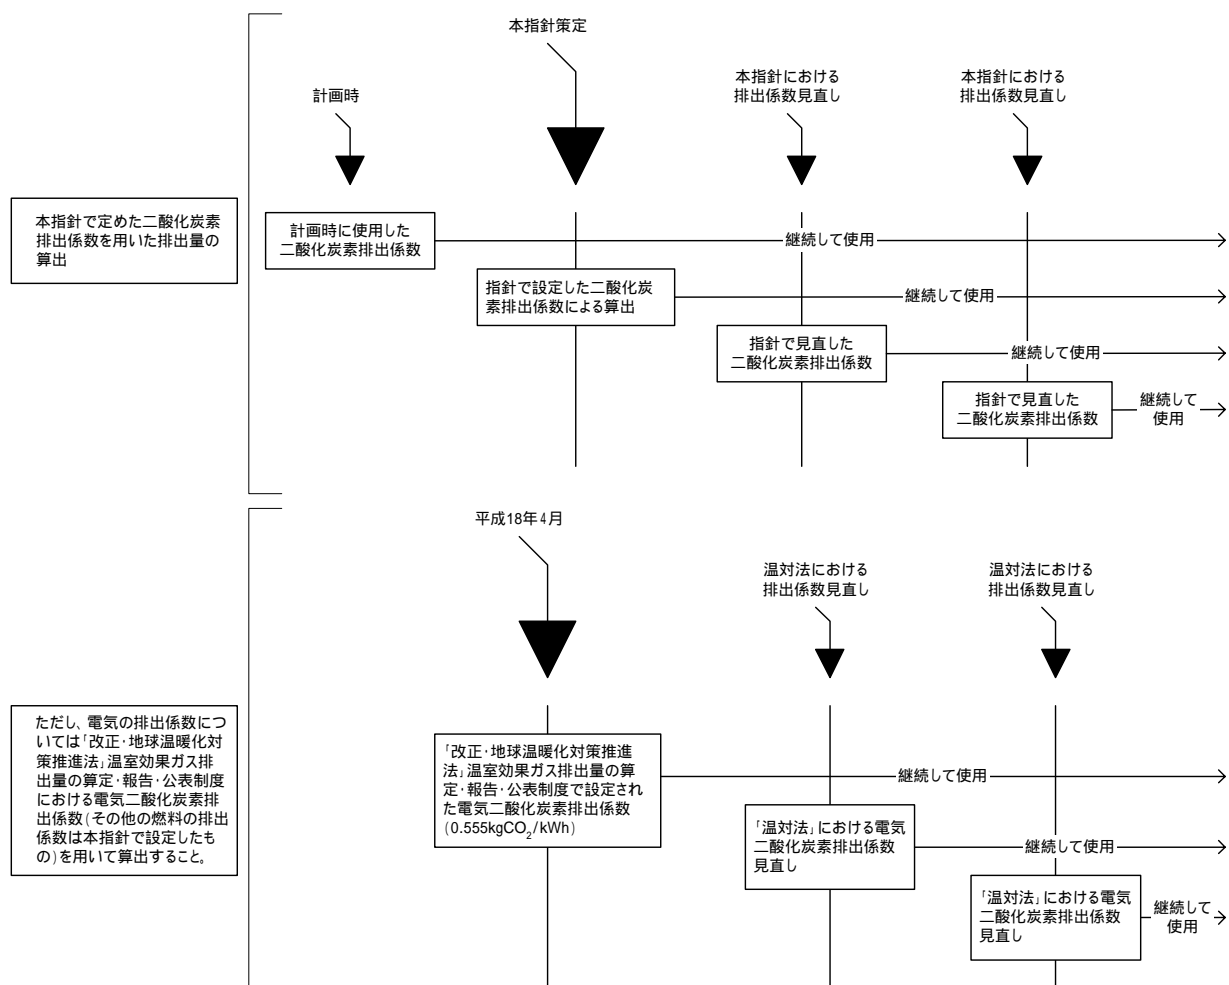 本指針策定
計画時
本指針における
排出係数見直し
本指針における
排出係数見直し
本指針で定めた二酸化炭素
排出係数を用いた排出量の
算出
計画時に使用した
二酸化炭素排出係数
継続して使用
指針で設定した二酸化炭
素排出係数による算出
継続して使用
指針で見直した
二酸化炭素排出係数
継続して使用
指針で見直した
二酸化炭素排出係数
継続して
使用
平成18年4月
温対法における
排出係数見直し
温対法における
排出係数見直し
ただし、電気の排出係数につ
いては「改正・地球温暖化対
策推進法」温室効果ガス排
出量の算定・報告・公表制度
における電気二酸化炭素排
出係数(その他の燃料の排出
係数は本指針で設定したも
の)を用いて算出すること。
「改正・地球温暖化対策推進
法」温室効果ガス排出量の算
定・報告・公表制度で設定され
た電気二酸化炭素排出係数
(0.555kgCO₂/kWh)
継続して使用
「温対法」における電気
二酸化炭素排出係数
見直し
継続して使用
「温対法」における電気
二酸化炭素排出係数
見直し
継続して
使用